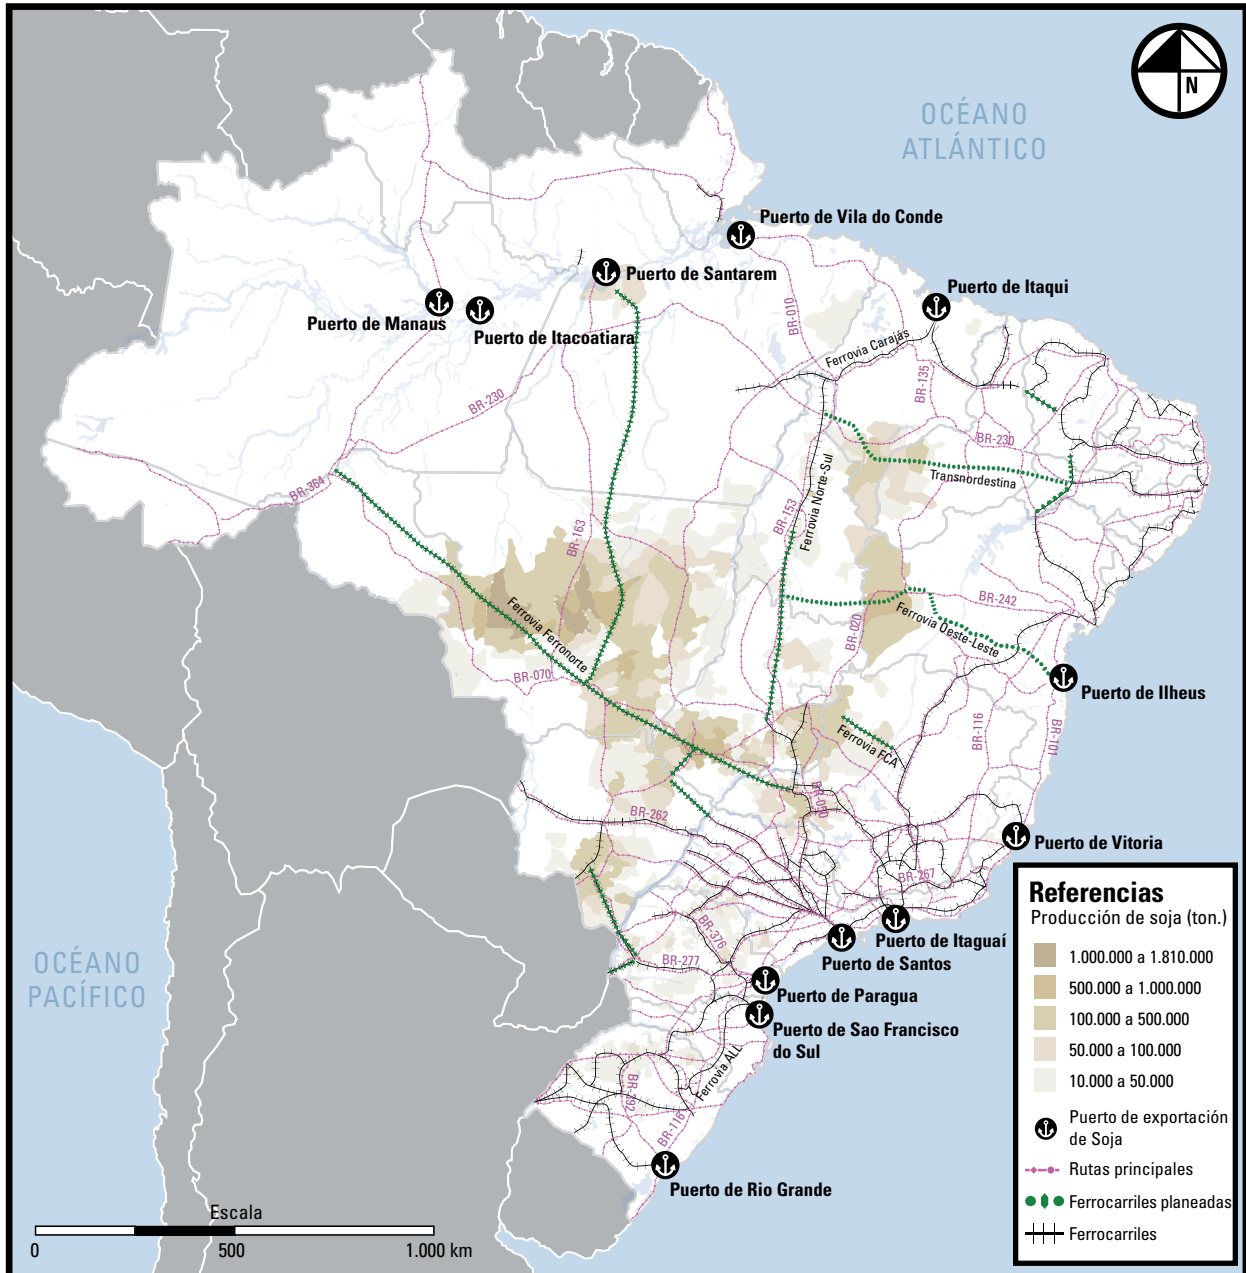 N
OCÉANO
ATLÁNTICO
Puerto de Vila do Conde
Puerto de Santarem
Puerto de Itaqui
Puerto de Manaus
Puerto de Itacoatiara
BR-010
Ferrovia Carajás
BR-135
BR-230
BR-230
Transnordestina
BR-364
BR-163
BR-153
Ferrovia Norte-Sul
Ferrovia Ferronorte
BR-242
BR-020
Ferrovia Oeste-Leste
BR-070
Puerto de Ilheus
BR-116
BR-101
Ferrovia FCA
BR-050
BR-262
Puerto de Vitoria
BR-267
BR-376
Puerto de Itaguaí
Puerto de Santos
BR-277
Puerto de Paragua
Puerto de Sao Francisco
do Sul
Ferrovia ALL
BR-392
BR-116
Puerto de Rio Grande
OCÉANO
PACÍFICO
Escala
0
500
1.000 km
Referencias
Producción de soja (ton.)
1.000.000 a 1.810.000
500.000 a 1.000.000
100.000 a 500.000
50.000 a 100.000
10.000 a 50.000
Puerto de exportación
de Soja
Rutas principales
Ferrocarriles planeadas
Ferrocarriles